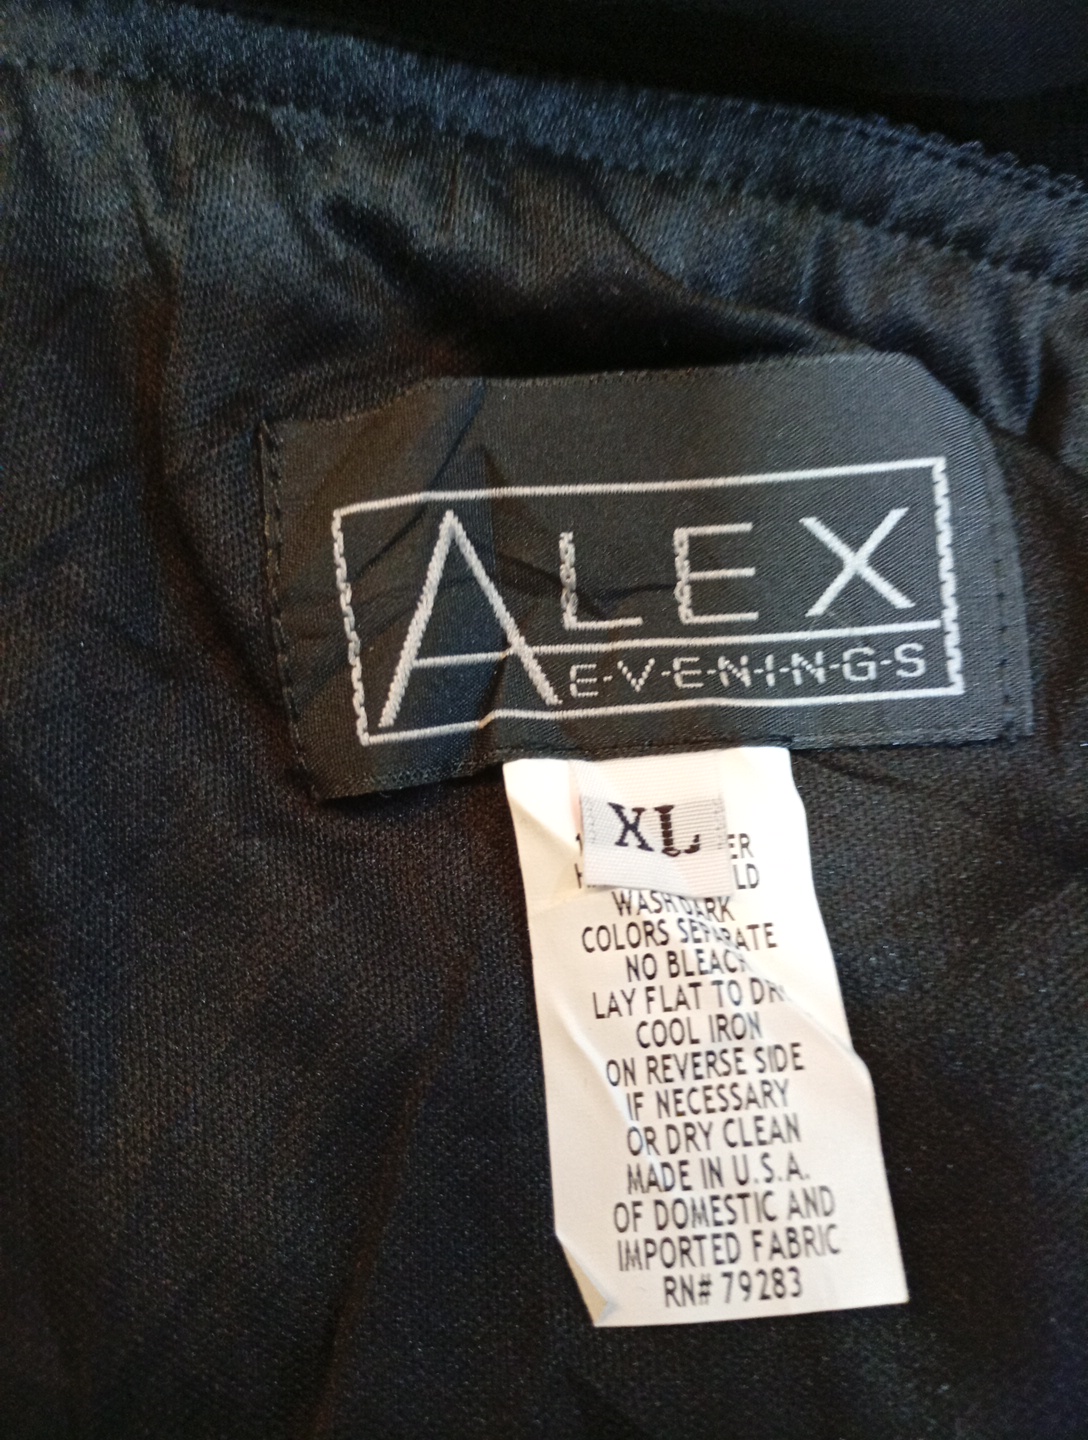 ALEX
E-V-E-N-I-N-G-S
XL
WASH DARK
COLORS SEPARATE
NO BLEACH
LAY FLAT TO
COOL IRON
ON REVERSE SIDE
IF NECESSARY
OR DRY CLEAN
MADE IN U.S.A.
OF DOMESTIC AND
IMPORTED FABRIC
RN# 79283